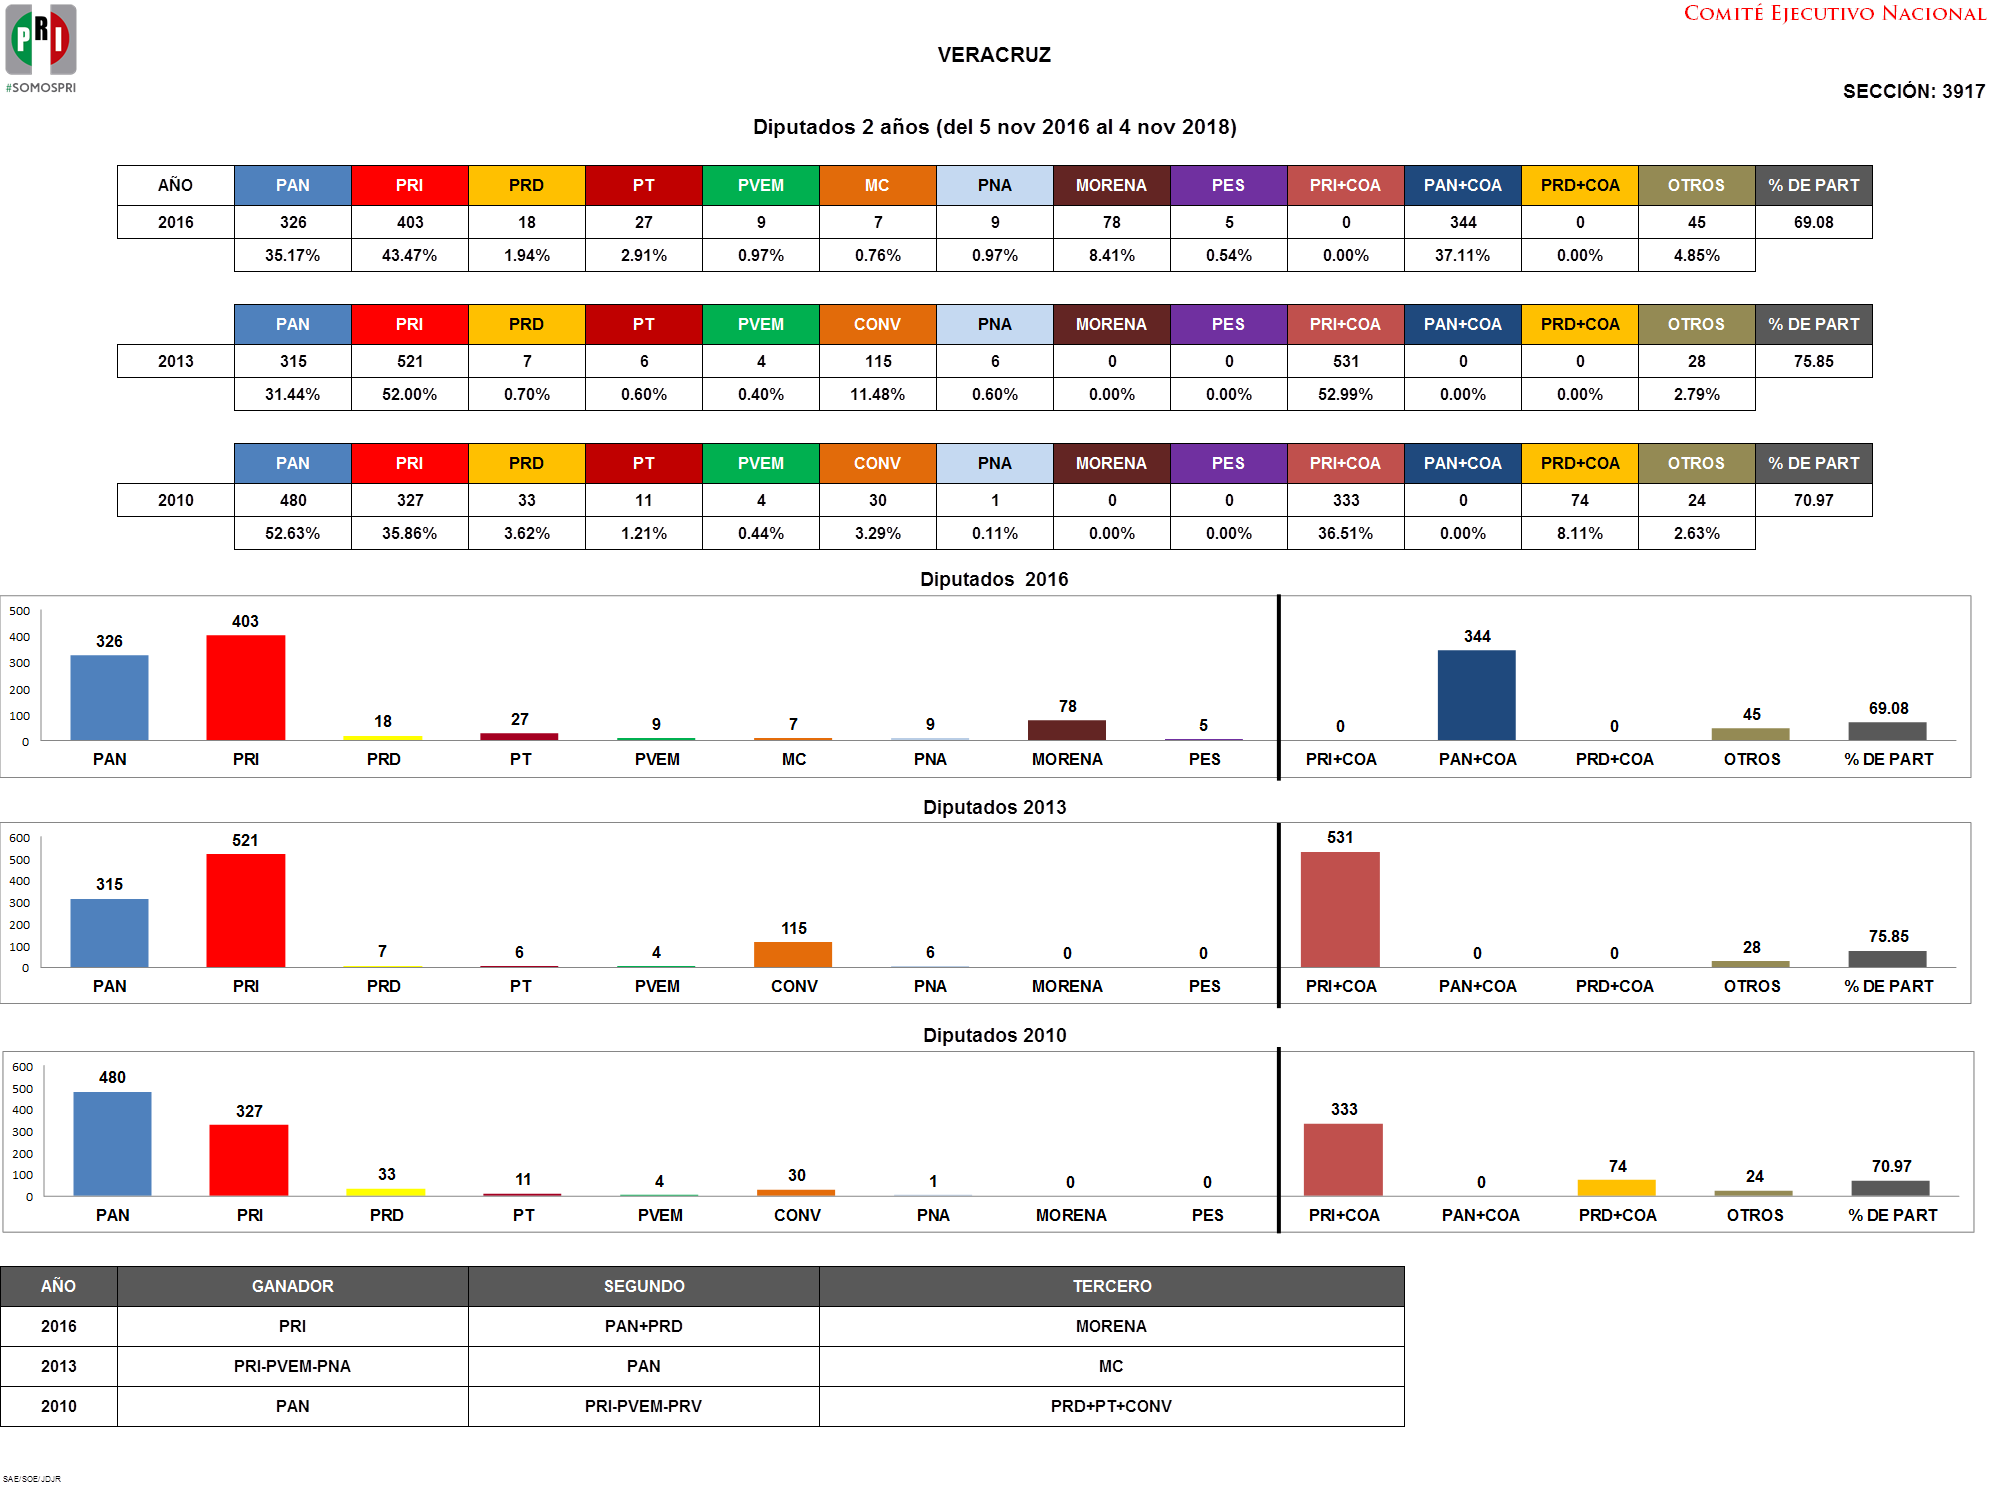 PRI
#SOMOSPRI
COMITÉ EJECUTIVO NACIONAL
VERACRUZ
SECCIÓN: 3917
Diputados 2 años (del 5 nov 2016 al 4 nov 2018)
AÑO PAN PRI PRD PT PVEM MC PNA MORENA PES PRI+COA PAN+COA PRD+COA OTROS % DE PART
2016 326 403 18 27 9 7 9 78 5 0 344 0 45 69.08
35.17% 43.47% 1.94% 2.91% 0.97% 0.76% 0.97% 8.41% 0.54% 0.00% 37.11% 0.00% 4.85%
PAN PRI PRD PT PVEM CONV PNA MORENA PES PRI+COA PAN+COA PRD+COA OTROS % DE PART
2013 315 521 7 6 4 115 6 0 0 531 0 0 28 75.85
31.44% 52.00% 0.70% 0.60% 0.40% 11.48% 0.60% 0.00% 0.00% 52.99% 0.00% 0.00% 2.79%
PAN PRI PRD PT PVEM CONV PNA MORENA PES PRI+COA PAN+COA PRD+COA OTROS % DE PART
2010 480 327 33 11 4 30 1 0 0 333 0 74 24 70.97
52.63% 35.86% 3.62% 1.21% 0.44% 3.29% 0.11% 0.00% 0.00% 36.51% 0.00% 8.11% 2.63%
Diputados 2016
500
400
300
200
100
0
326 403 18 27 9 7 9 78 5 0 344 0 45 69.08
PAN PRI PRD PT PVEM MC PNA MORENA PES PRI+COA PAN+COA PRD+COA OTROS % DE PART
Diputados 2013
600
500
400
300
200
100
0
315 521 7 6 4 115 6 0 0 531 0 0 28 75.85
PAN PRI PRD PT PVEM CONV PNA MORENA PES PRI+COA PAN+COA PRD+COA OTROS % DE PART
Diputados 2010
600
500
400
300
200
100
0
480 327 33 11 4 30 1 0 0 333 0 74 24 70.97
PAN PRI PRD PT PVEM CONV PNA MORENA PES PRI+COA PAN+COA PRD+COA OTROS % DE PART
AÑO GANADOR SEGUNDO TERCERO
2016 PRI PAN+PRD MORENA
2013 PRI-PVEM-PNA PAN MC
2010 PAN PRI-PVEM-PRV PRD+PT+CONV
SAE/SOE/JDJR